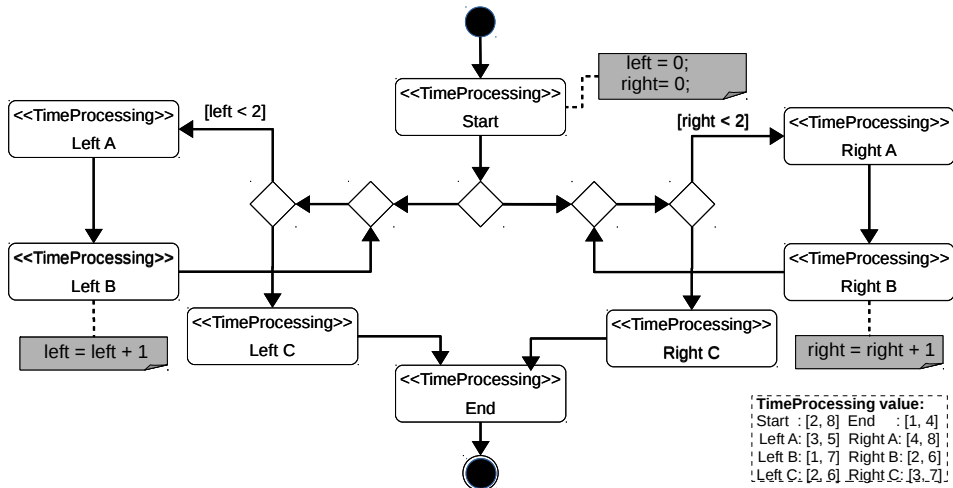 left = 0;
right= 0;
<<TimeProcessing>>
Start
[left < 2]
[right < 2]
<<TimeProcessing>>
Left A
<<TimeProcessing>>
Right A
<<TimeProcessing>>
Left B
<<TimeProcessing>>
Right B
<<TimeProcessing>>
Left C
<<TimeProcessing>>
Right C
left = left + 1
right = right + 1
<<TimeProcessing>>
End
TimeProcessing value:
Start : [2, 8] End : [1, 4]
Left A: [3, 5] Right A: [4, 8]
Left B: [1, 7] Right B: [2, 6]
Left C: [2, 6] Right C: [3, 7]